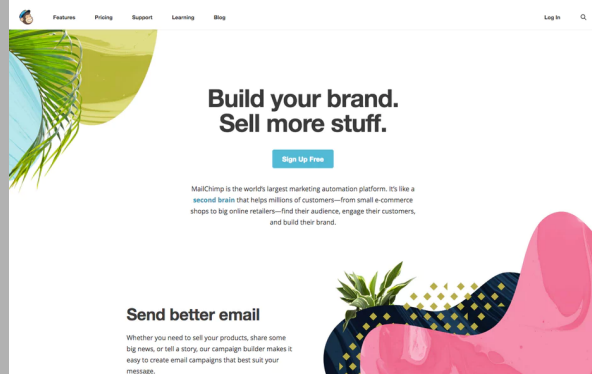 Features Pricing Support Learning Blog Log In
Build your brand.
Sell more stuff.
Sign Up Free
MailChimp is the world's largest marketing automation platform. It's like a
second brain that helps millions of customers—from small e-commerce
shops to big online retailers—find their audience, engage their customers,
and build their brand.
Send better email
Whether you need to sell your products, share some
big news, or tell a story, our campaign builder makes it
easy to create email campaigns that best suit your
message.